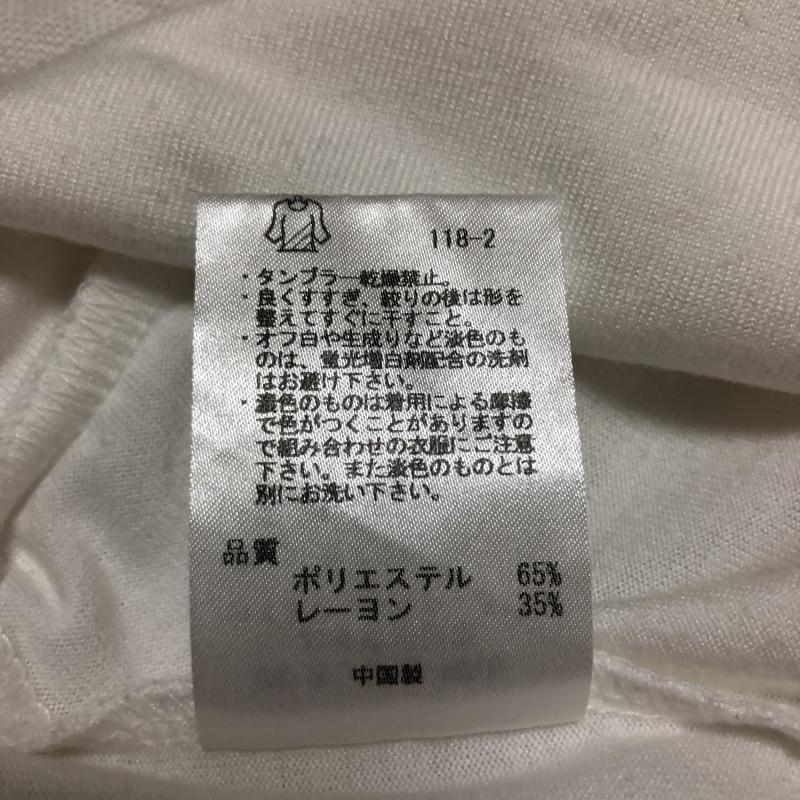 118-2
・タンブラー乾燥禁止。
・良くすすぎ、絞りの後は形を
整えてすぐに干すこと。
・オフ白や生成りなど淡色のも
のは、蛍光増白剤配合の洗剤
はお避け下さい。
・濃色のものは着用による摩擦
で色がつくことがありますの
で組み合わせの衣服にご注意
下さい。また淡色のものとは
別にお洗い下さい。
品質
ポリエステル 65%
レーヨン 35%
中国製